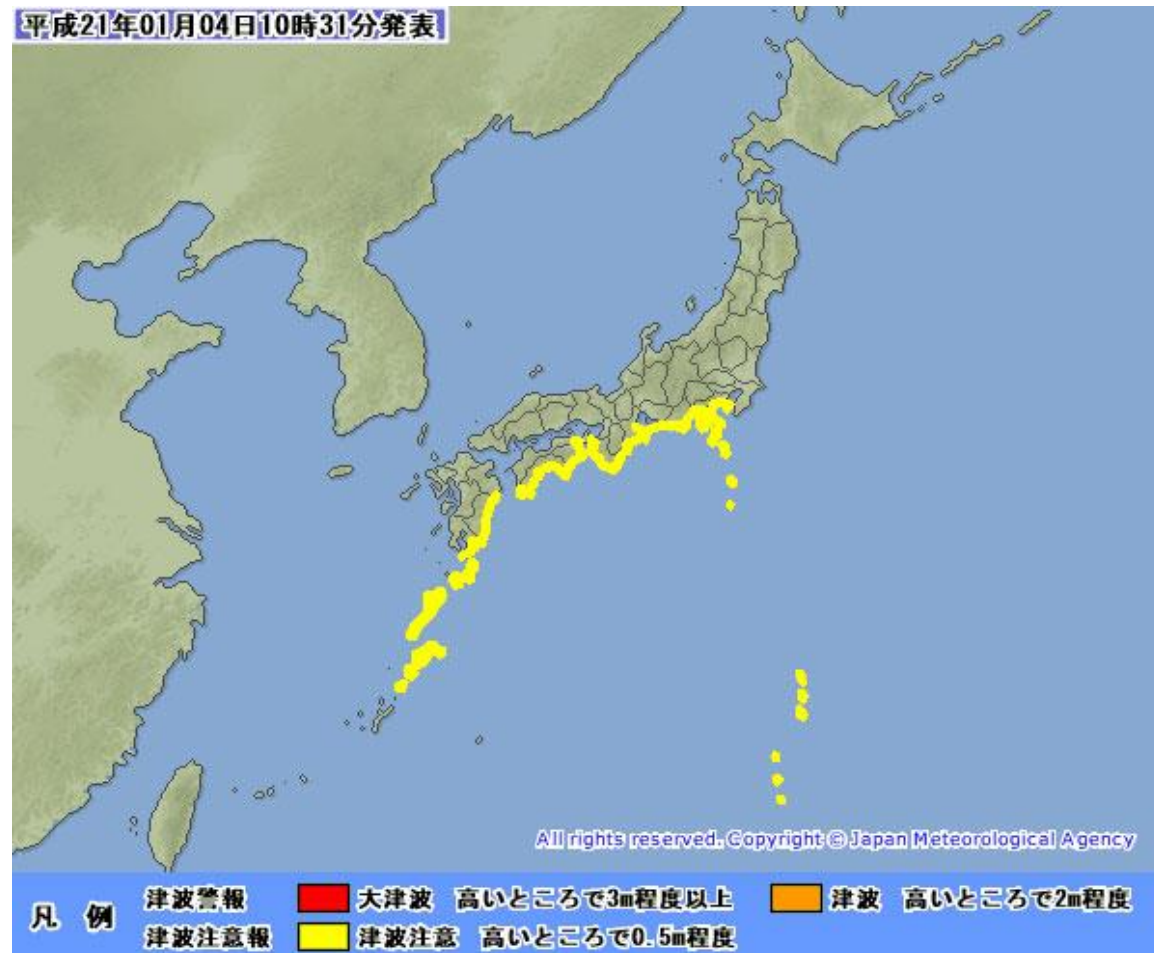 平成21年01月04日10時31分発表
All rights reserved. Copyright © Japan Meteorological Agency
凡 例
津波警報 大津波 高いところで3m程度以上 津波 高いところで2m程度
津波注意報 津波注意 高いところで0.5m程度